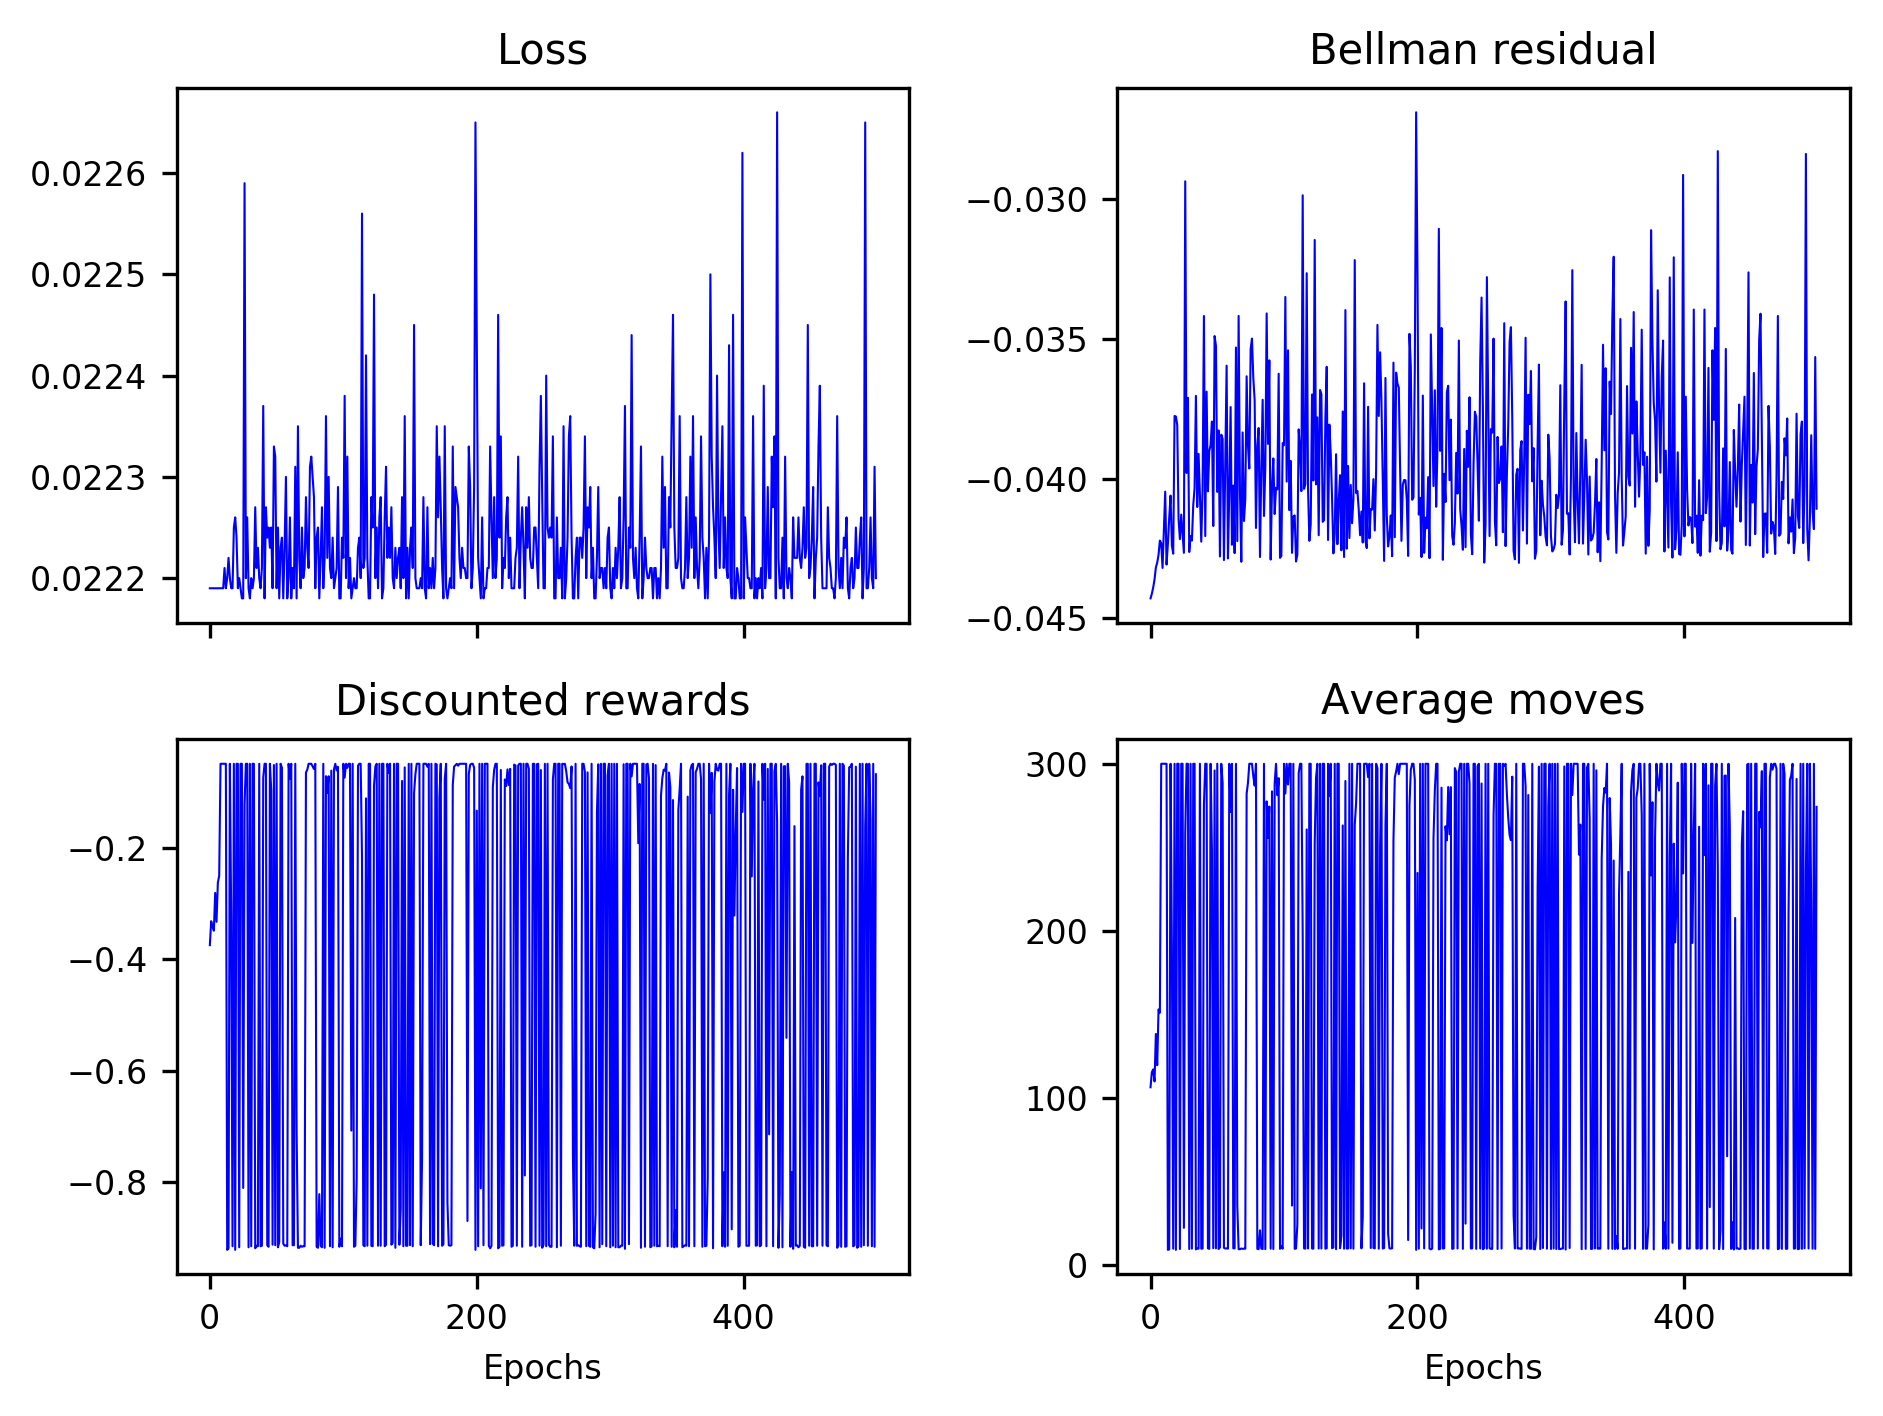 Loss
0.0226
0.0225
0.0224
0.0223
0.0222
Bellman residual
−0.030
−0.035
−0.040
−0.045
Discounted rewards
−0.2
−0.4
−0.6
−0.8
0 200 400
Epochs
Average moves
300
200
100
0
0 200 400
Epochs